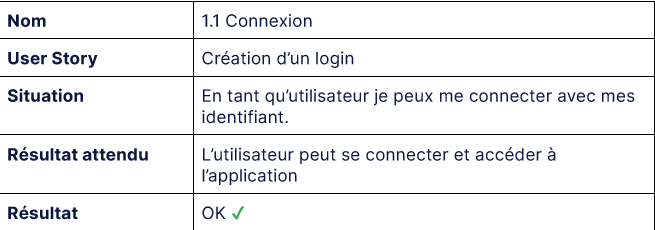 Nom 1.1 Connexion
User Story Création d’un login
Situation En tant qu’utilisateur je peux me connecter avec mes
identifiant.
Résultat attendu L’utilisateur peut se connecter et accéder à
l’application
Résultat OK ✓